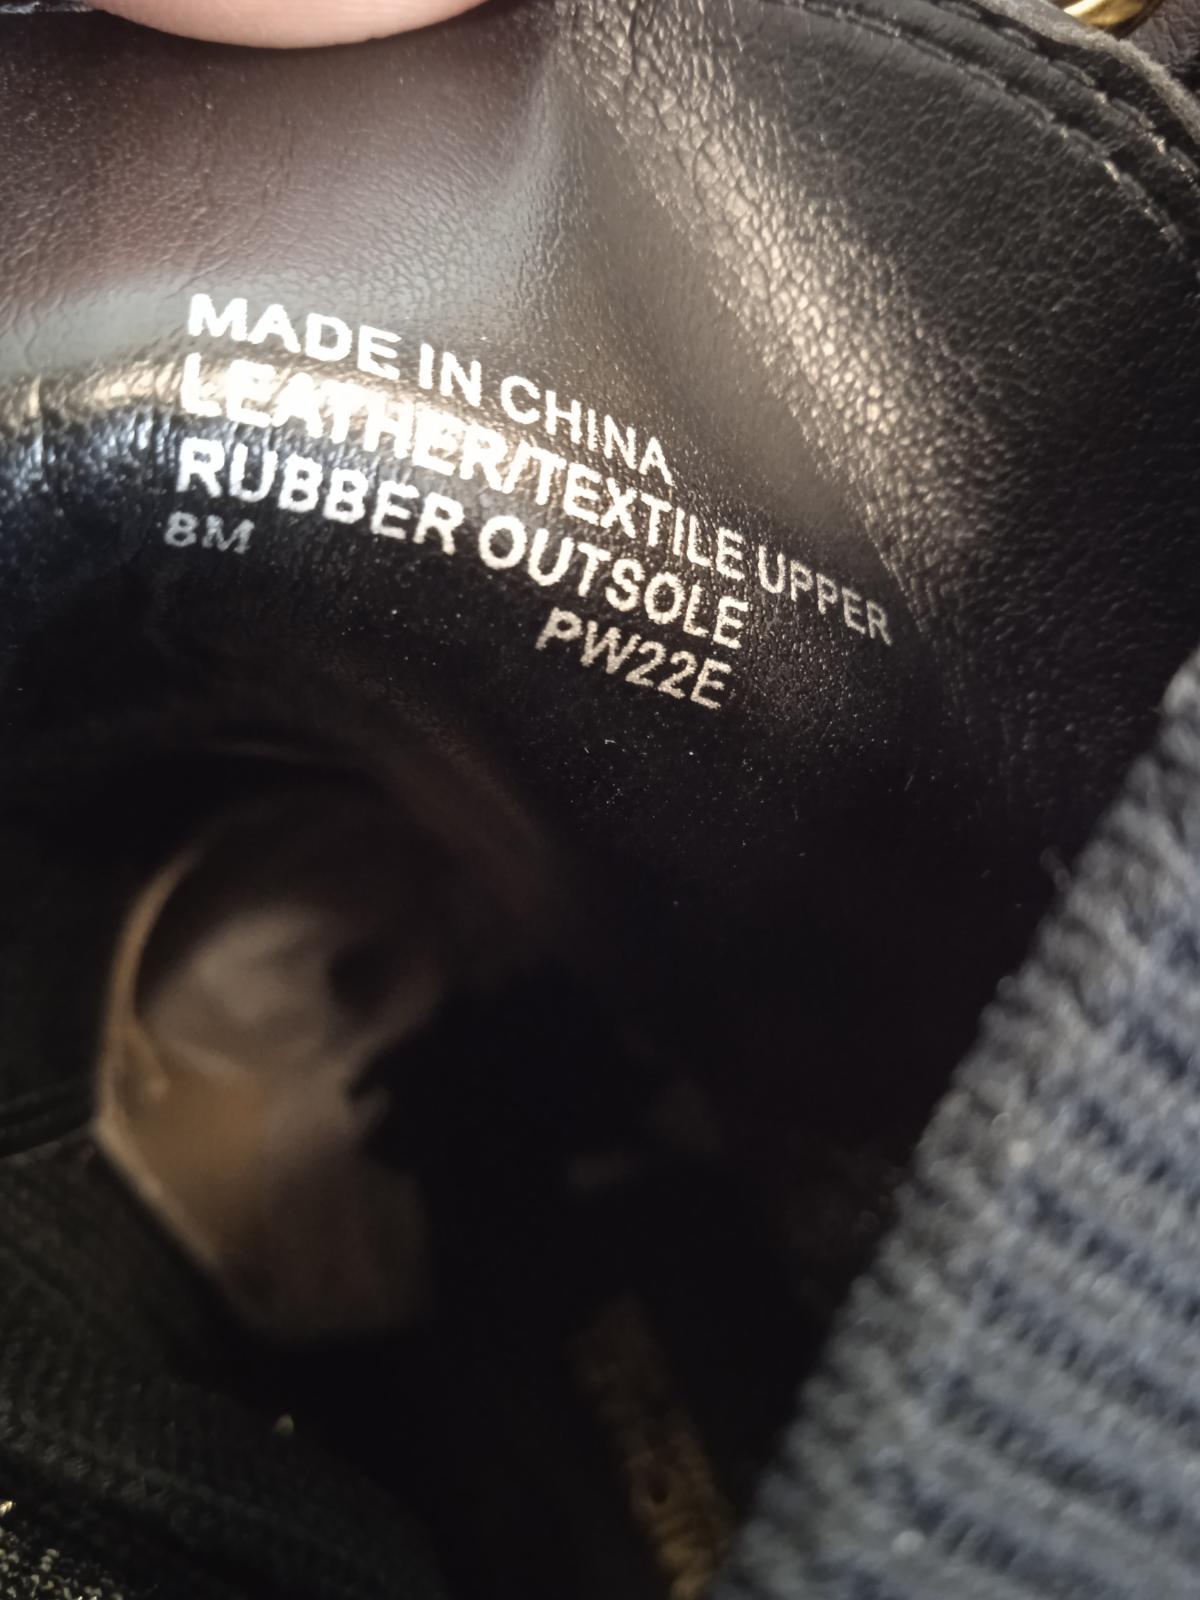 MADE IN CHINA
LEATHER/TEXTILE UPPER
RUBBER OUTSOLE
8M
PW22E